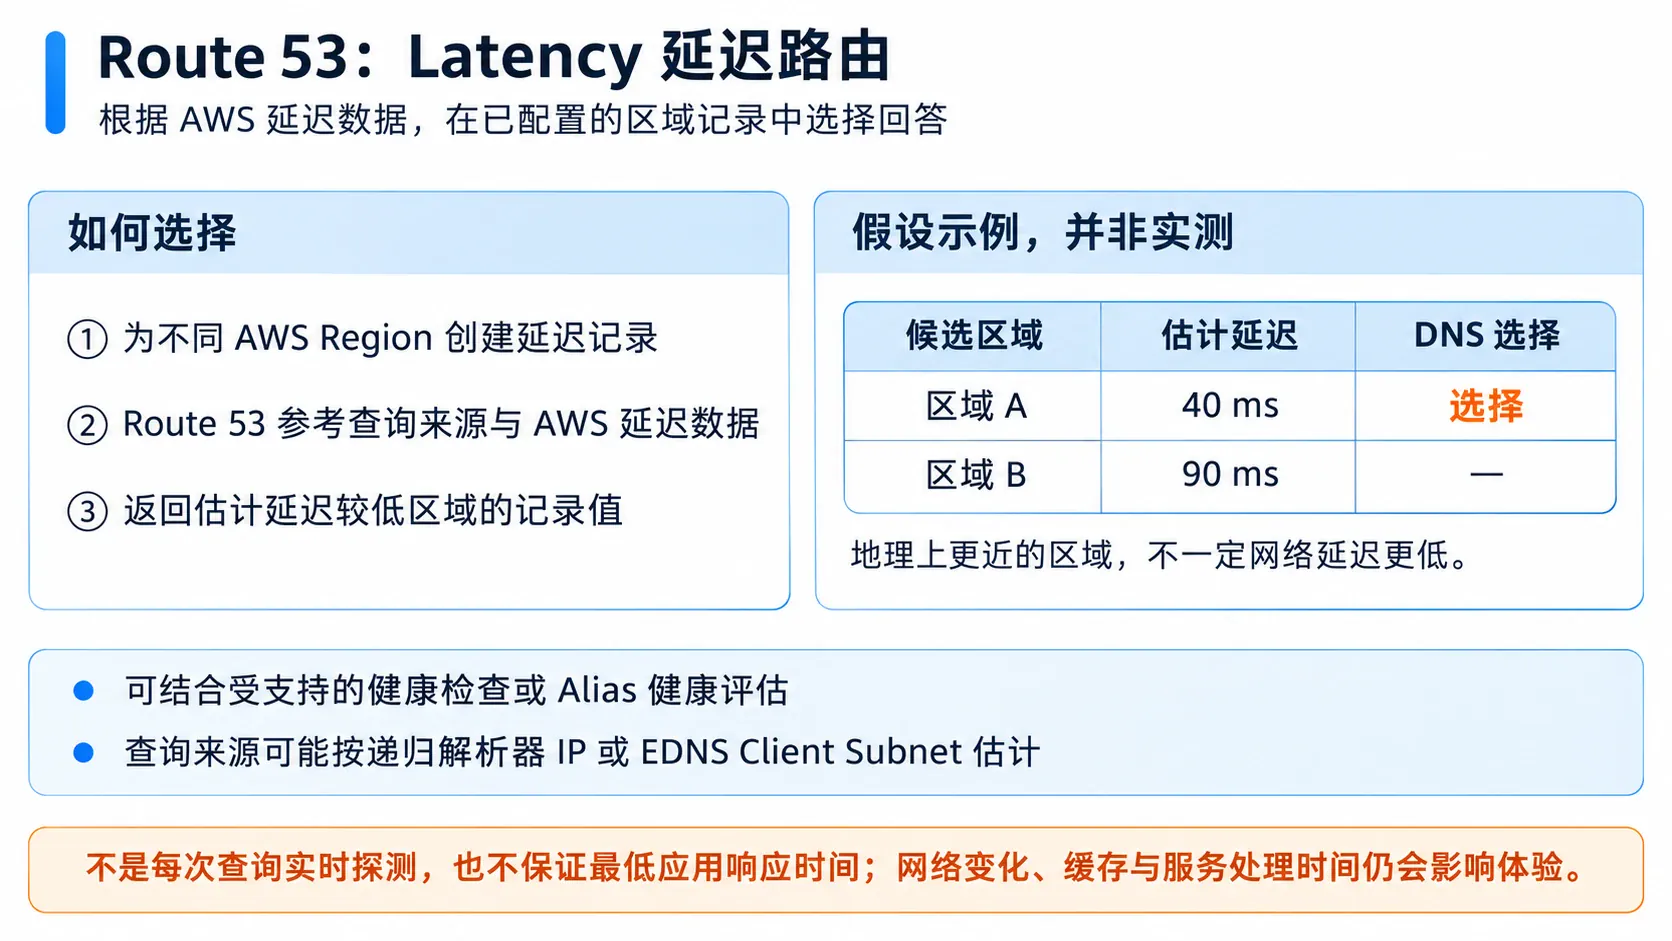 Route 53：Latency 延迟路由
根据 AWS 延迟数据，在已配置的区域记录中选择回答
如何选择
① 为不同 AWS Region 创建延迟记录
② Route 53 参考查询来源与 AWS 延迟数据
③ 返回估计延迟较低区域的记录值
假设示例，并非实测
候选区域 估计延迟 DNS 选择
区域 A 40 ms 选择
区域 B 90 ms —
地理上更近的区域，不一定网络延迟更低。
● 可结合受支持的健康检查或 Alias 健康评估
● 查询来源可能按递归解析器 IP 或 EDNS Client Subnet 估计
不是每次查询实时探测，也不保证最低应用响应时间；网络变化、缓存与服务处理时间仍会影响体验。